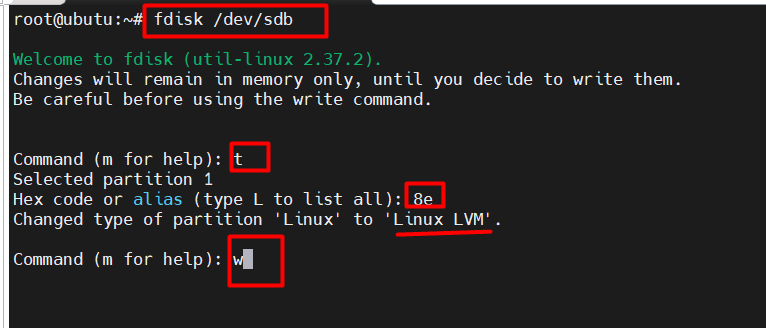 root@ubutu:~# fdisk /dev/sdb
Welcome to fdisk (util-linux 2.37.2).
Changes will remain in memory only, until you decide to write them.
Be careful before using the write command.
Command (m for help): t
Selected partition 1
Hex code or alias (type L to list all): 8e
Changed type of partition 'Linux' to 'Linux LVM'.
Command (m for help): w